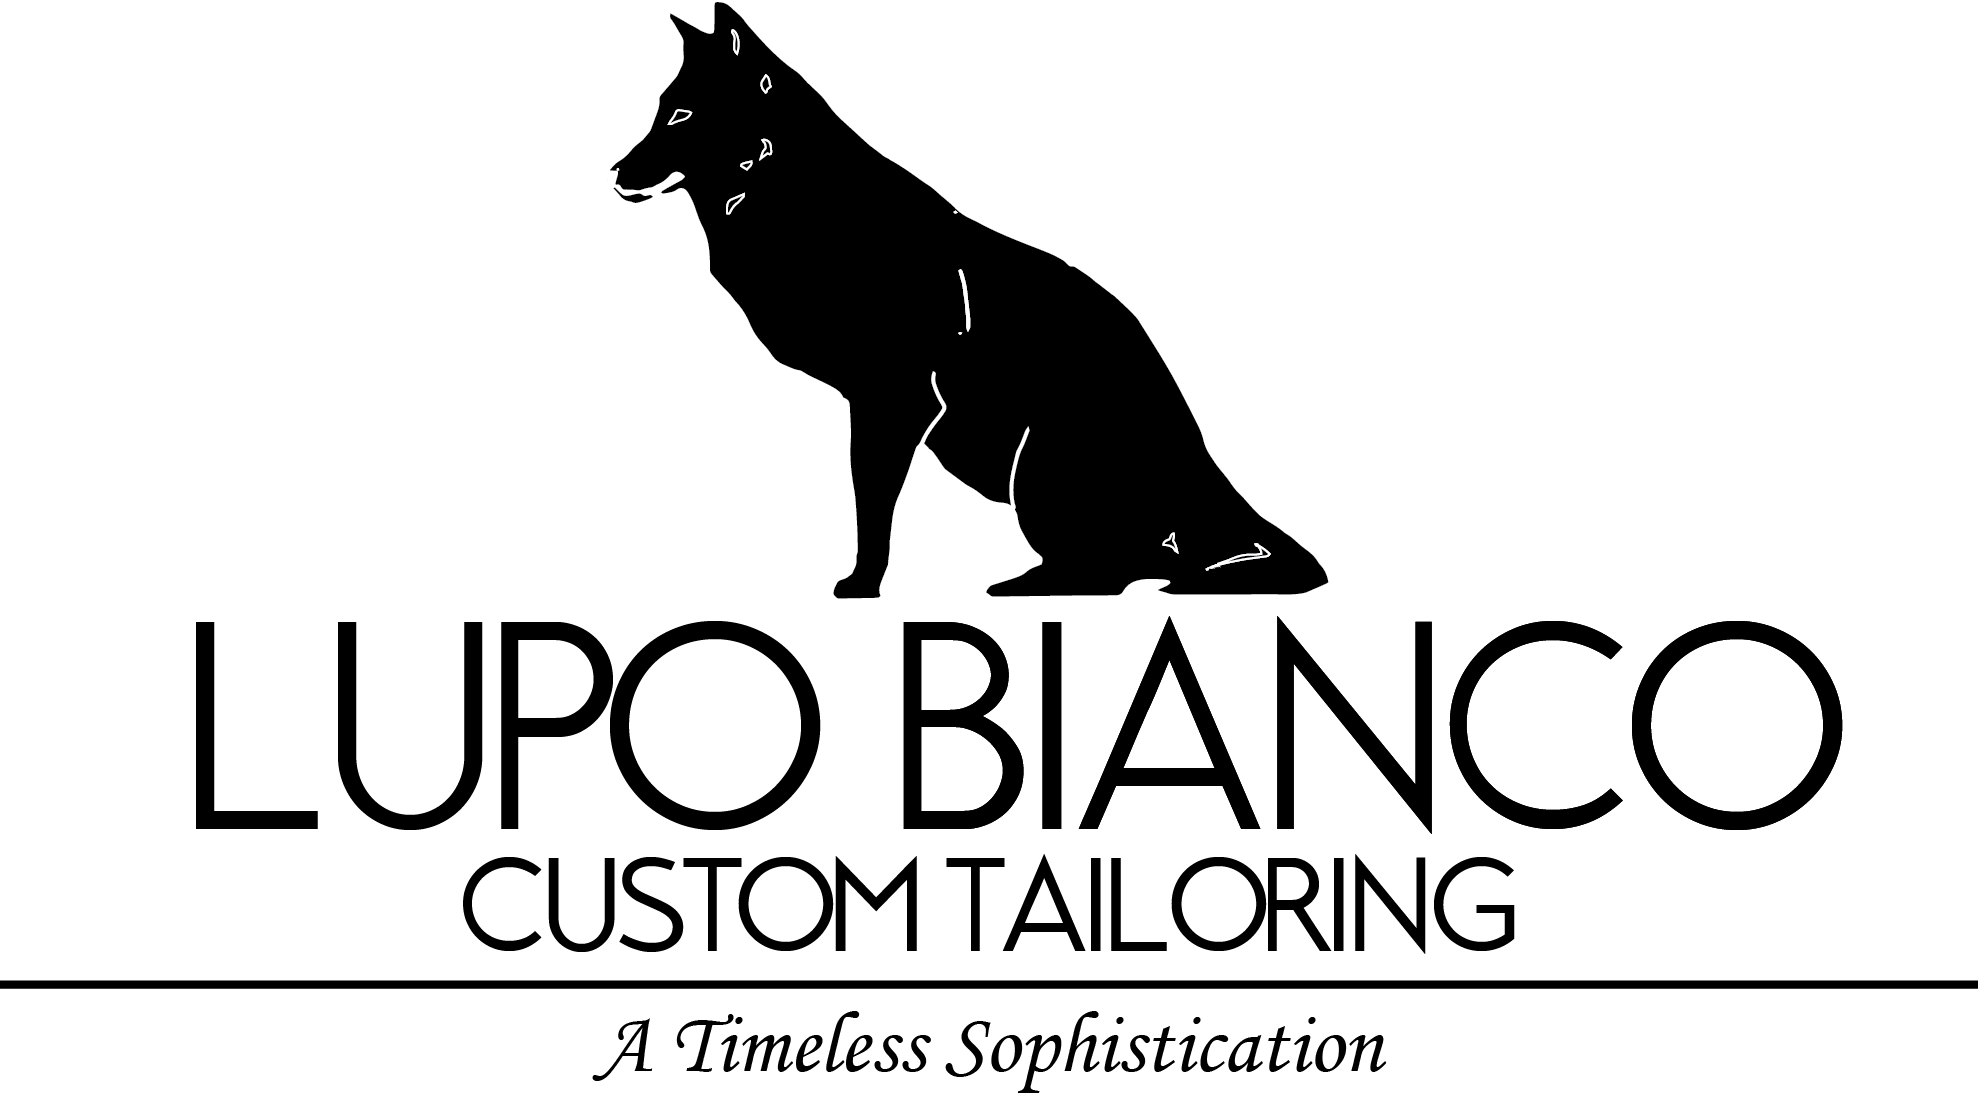 LUPO BIANCO
CUSTOM TAILORING
A Timeless Sophistication